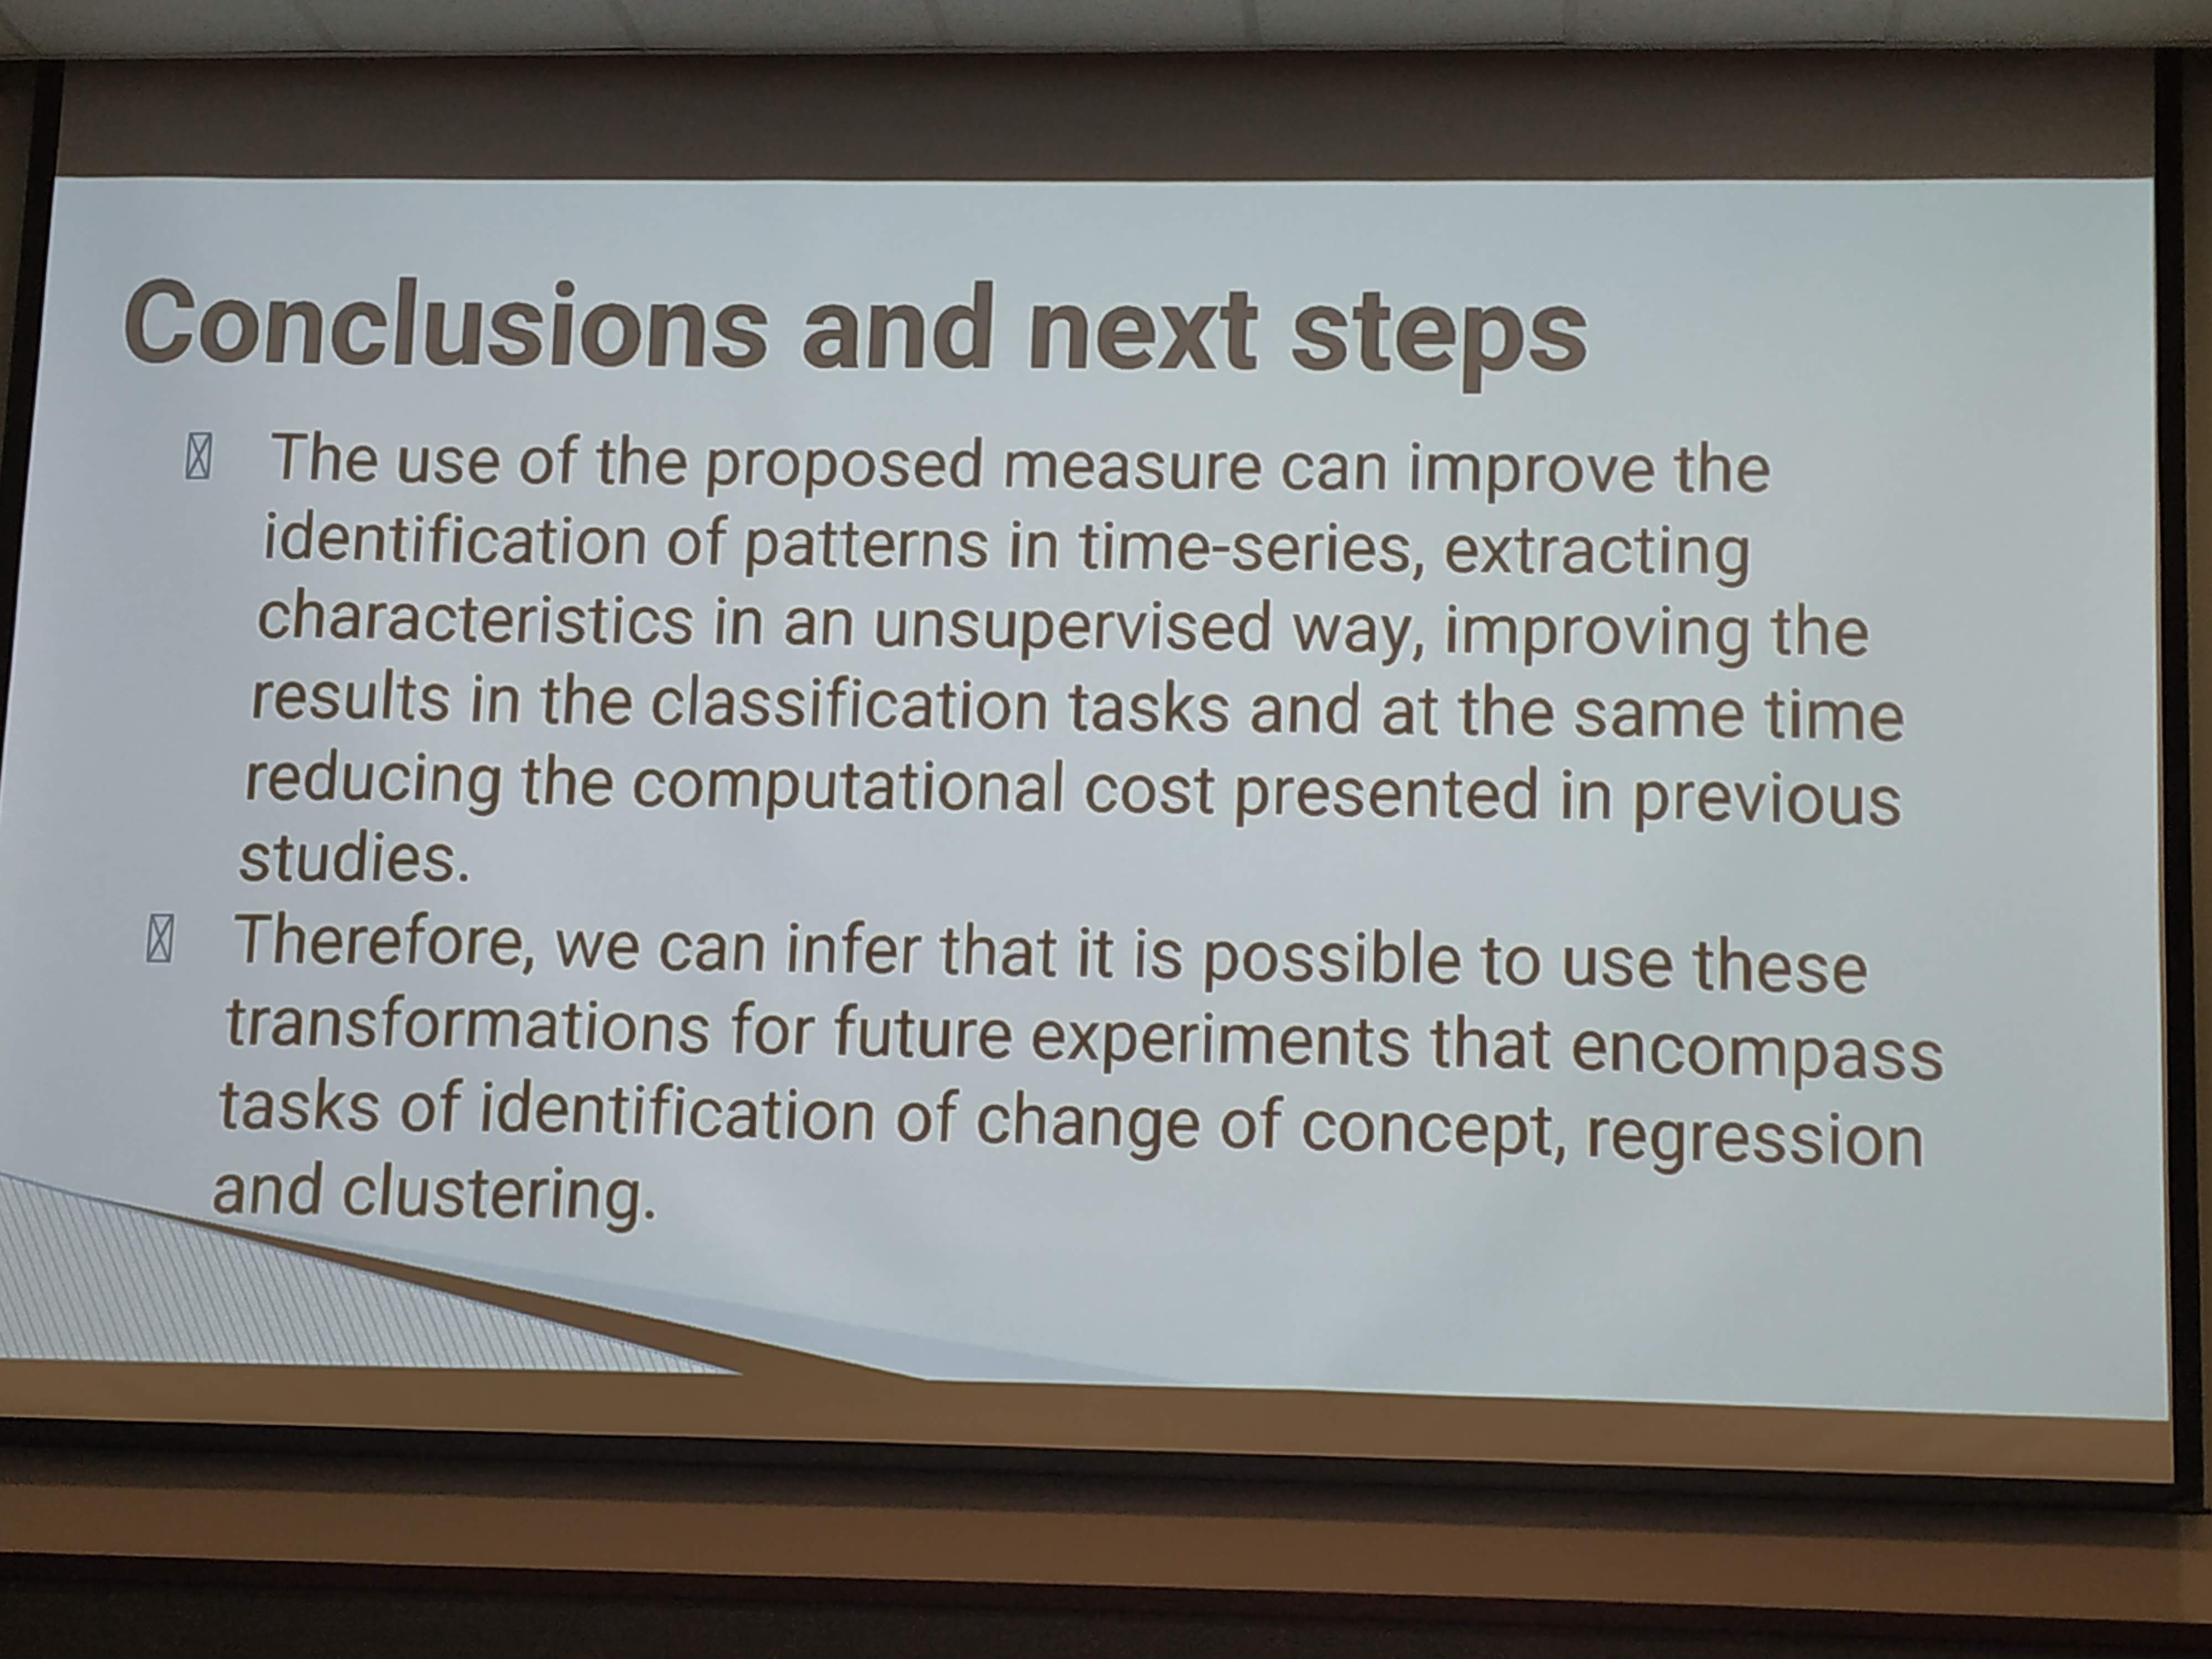 Conclusions and next steps
The use of the proposed measure can improve the
identification of patterns in time-series, extracting
characteristics in an unsupervised way, improving the
results in the classification tasks and at the same time
reducing the computational cost presented in previous
studies.
Therefore, we can infer that it is possible to use these
transformations for future experiments that encompass
tasks of identification of change of concept, regression
and clustering.